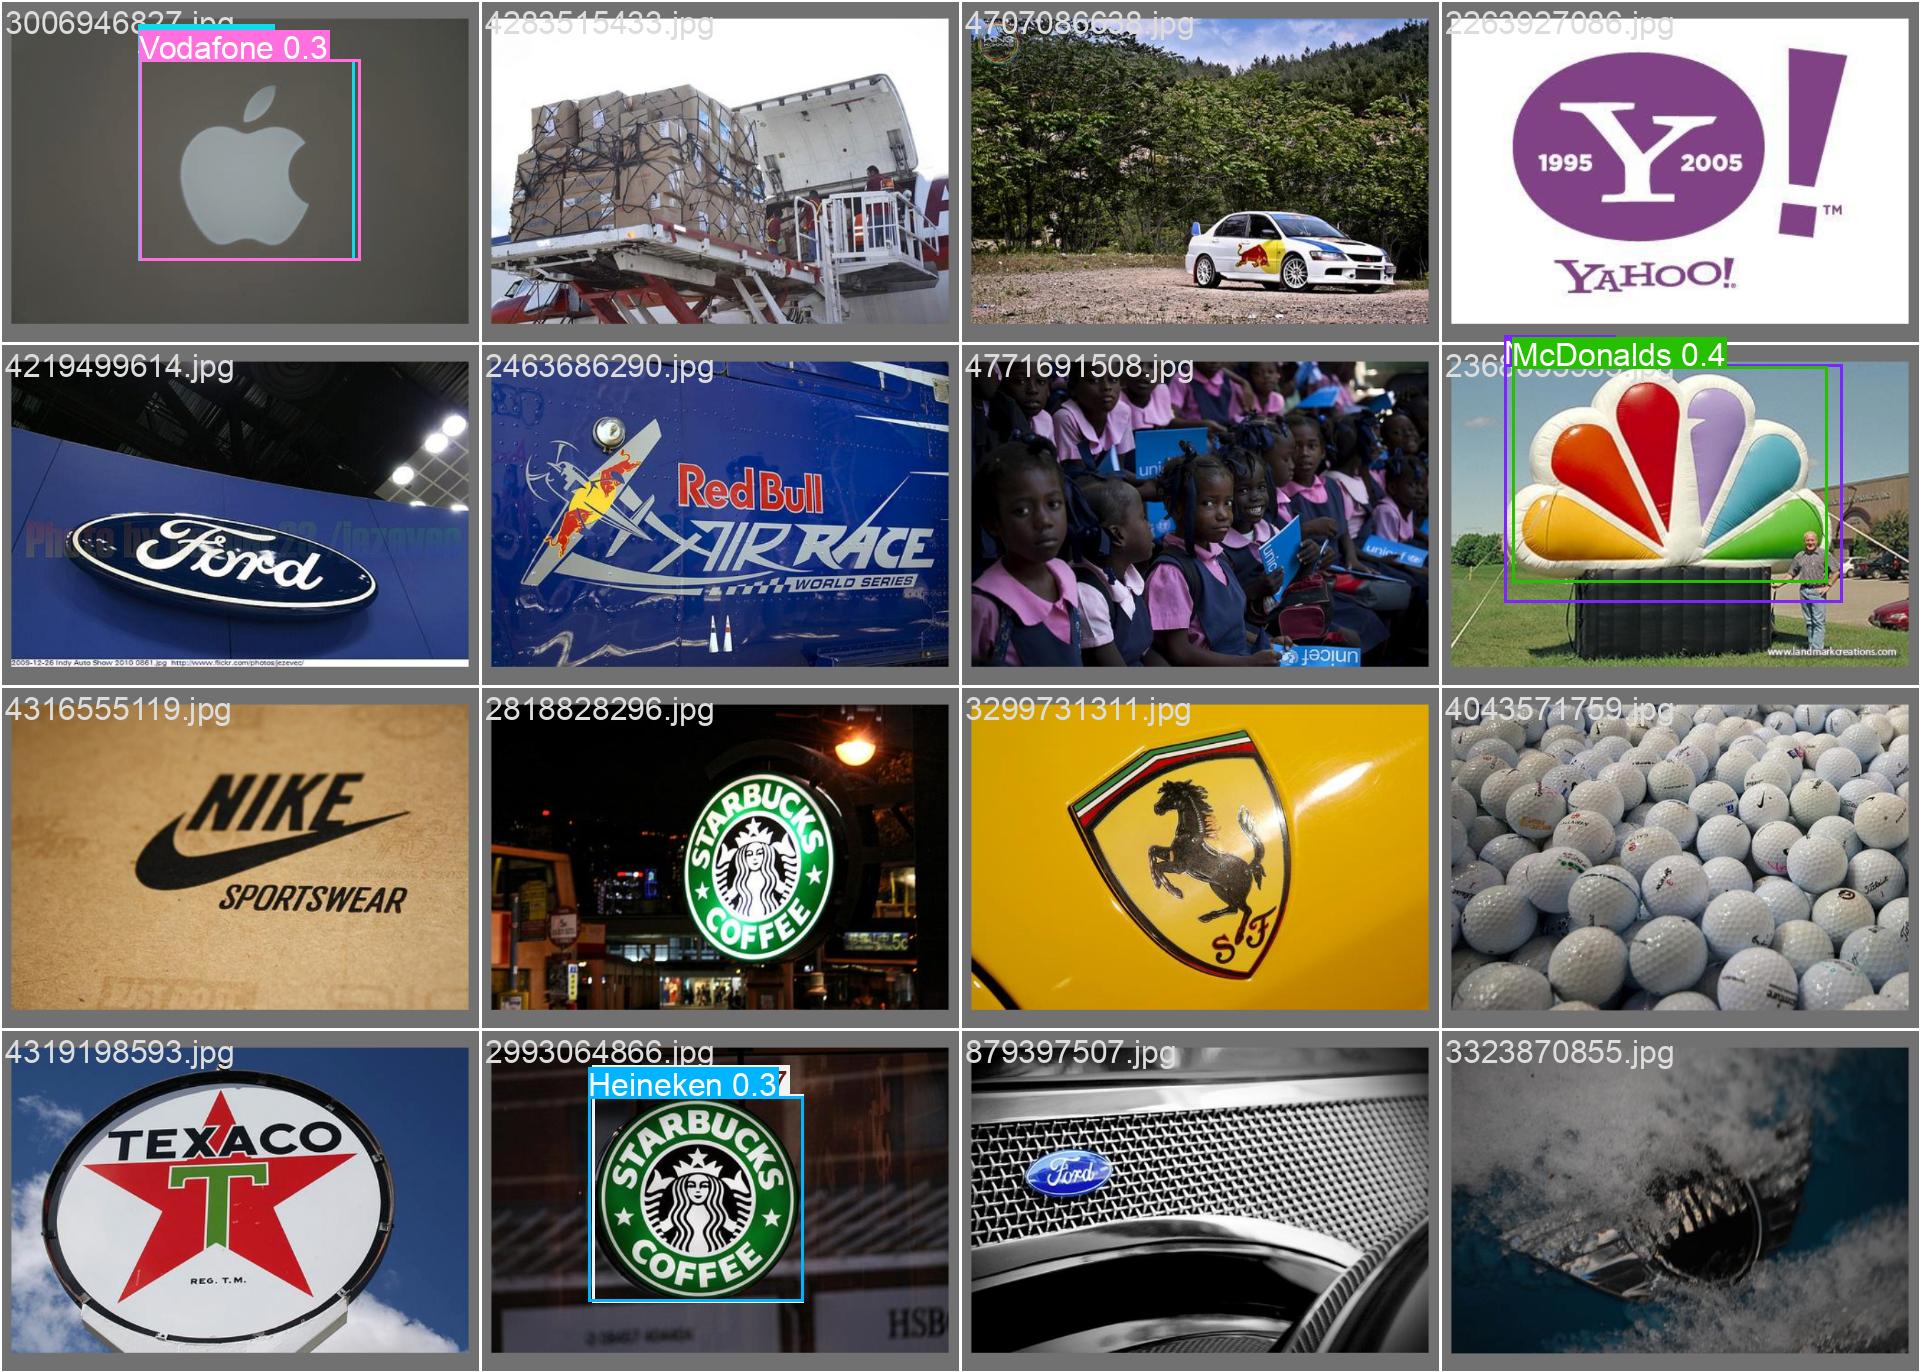 3006946827.jpg
Vodafone 0.3
4283515433.jpg
4707086638.jpg
2263927086.jpg
1995
2005
TM
YAHOO!
4219499614.jpg
Ford
2009-12-26 Indy Auto Show 2010 0861.jpg http://www.flickr.com/photos/jezevec/
2463686290.jpg
Red Bull
AIR RACE
WORLD SERIES
4771691508.jpg
unicef
unicef
McDonalds 0.4
www.landmarkcreations.com
4316555119.jpg
NIKE
SPORTSWEAR
2818828296.jpg
STARBUCKS
COFFEE
3299731311.jpg
S F
4043571759.jpg
4319198593.jpg
TEXACO
T
REG. T.M.
2993064866.jpg
Heineken 0.3
STARBUCKS
COFFEE
HSB
879397507.jpg
Ford
3323870855.jpg